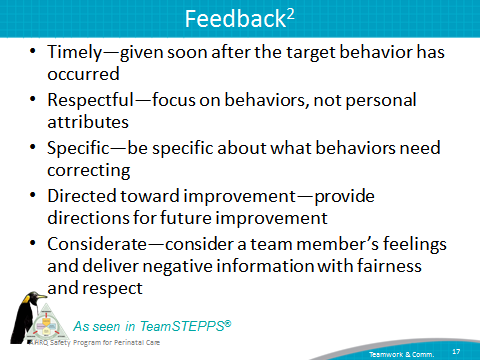 Feedback²
• Timely—given soon after the target behavior has
occurred
• Respectful—focus on behaviors, not personal
attributes
• Specific—be specific about what behaviors need
correcting
• Directed toward improvement—provide
directions for future improvement
• Considerate—consider a team member’s feelings
and deliver negative information with fairness
and respect
As seen in TeamSTEPPS®
AHRQ Safety Program for Perinatal Care
Teamwork & Comm.
17